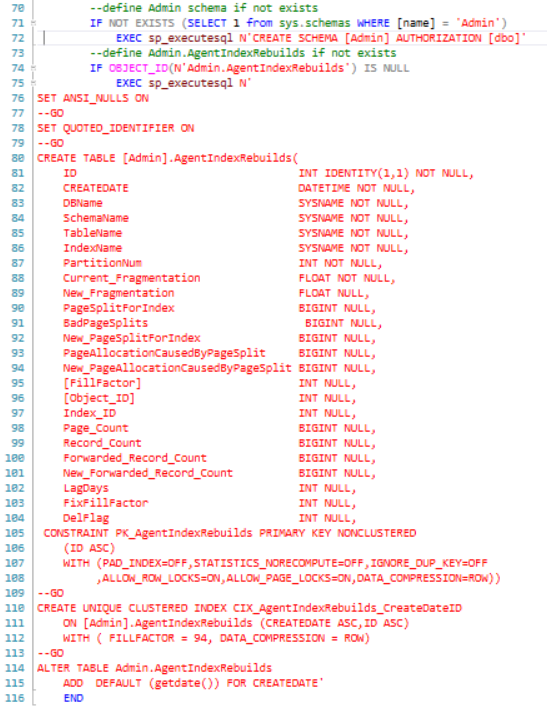 70 --define Admin schema if not exists
71 IF NOT EXISTS (SELECT 1 from sys.schemas WHERE [name] = 'Admin')
72 EXEC sp_executesql N'CREATE SCHEMA [Admin] AUTHORIZATION [dbo]'
73 --define Admin.AgentIndexRebuilds if not exists
74 IF OBJECT_ID(N'Admin.AgentIndexRebuilds') IS NULL
75 EXEC sp_executesql N'
76 SET ANSI_NULLS ON
77 --GO
78 SET QUOTED_IDENTIFIER ON
79 --GO
80 CREATE TABLE [Admin].AgentIndexRebuilds(
81 ID INT IDENTITY(1,1) NOT NULL,
82 CREATEDATE DATETIME NOT NULL,
83 DBName SYSNAME NOT NULL,
84 SchemaName SYSNAME NOT NULL,
85 TableName SYSNAME NOT NULL,
86 IndexName SYSNAME NOT NULL,
87 PartitionNum INT NOT NULL,
88 Current_Fragmentation FLOAT NOT NULL,
89 New_Fragmentation FLOAT NULL,
90 PageSplitForIndex BIGINT NULL,
91 BadPageSplits BIGINT NULL,
92 New_PageSplitForIndex BIGINT NULL,
93 PageAllocationCausedByPageSplit BIGINT NULL,
94 New_PageAllocationCausedByPageSplit BIGINT NULL,
95 [FillFactor] INT NULL,
96 [Object_ID] INT NULL,
97 Index_ID INT NULL,
98 Page_Count BIGINT NULL,
99 Record_Count BIGINT NULL,
100 Forwarded_Record_Count BIGINT NULL,
101 New_Forwarded_Record_Count BIGINT NULL,
102 LagDays INT NULL,
103 FixFillFactor INT NULL,
104 DelFlag INT NULL,
105 CONSTRAINT PK_AgentIndexRebuilds PRIMARY KEY NONCLUSTERED
106 (ID ASC)
107 WITH (PAD_INDEX=OFF,STATISTICS_NORECOMPUTE=OFF,IGNORE_DUP_KEY=OFF
108 ,ALLOW_ROW_LOCKS=ON,ALLOW_PAGE_LOCKS=ON,DATA_COMPRESSION=ROW))
109 --GO
110 CREATE UNIQUE CLUSTERED INDEX CIX_AgentIndexRebuilds_CreateDateID
111 ON [Admin].AgentIndexRebuilds (CREATEDATE ASC,ID ASC)
112 WITH ( FILLFACTOR = 94, DATA_COMPRESSION = ROW)
113 --GO
114 ALTER TABLE Admin.AgentIndexRebuilds
115 ADD DEFAULT (getdate()) FOR CREATEDATE'
116 END